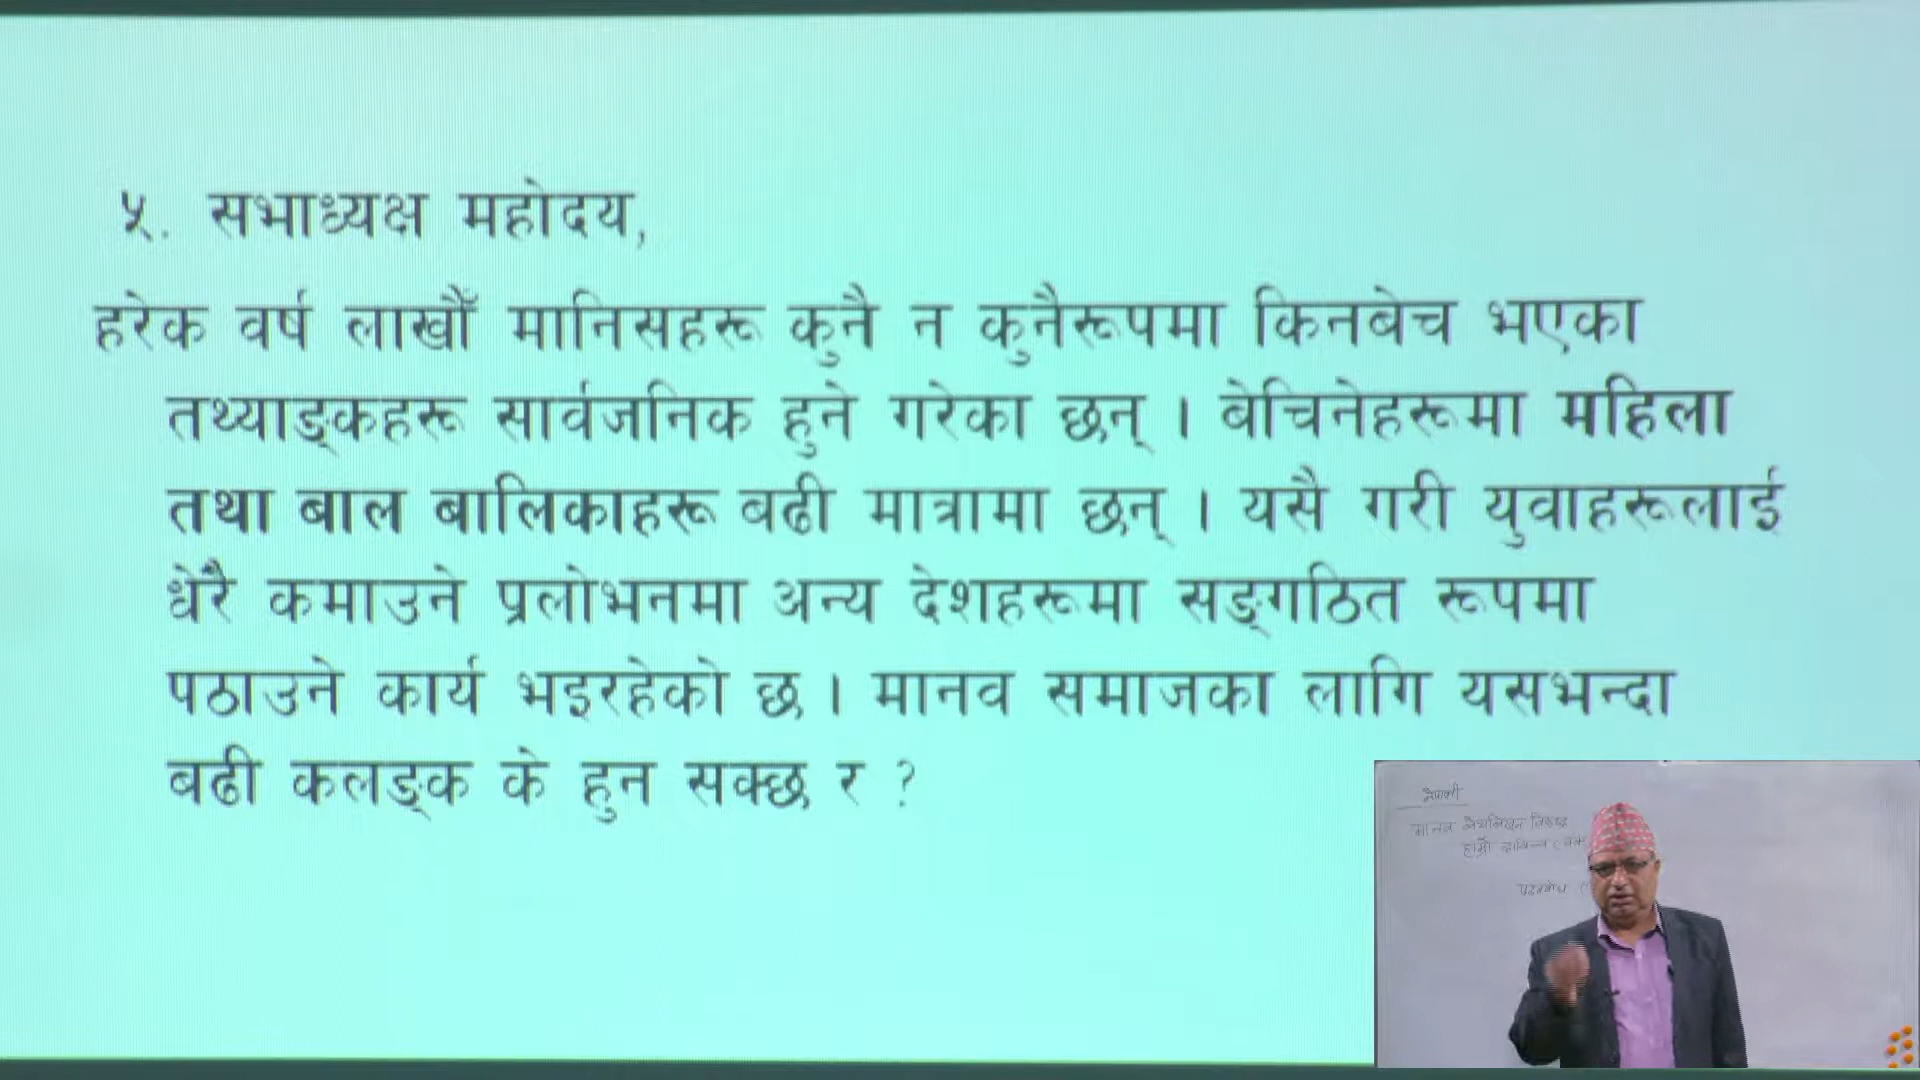 ५. सभाध्यक्ष महोदय,
हरेक वर्ष लाखौँ मानिसहरू कुनै न कुनैरूपमा किनबेच भएका
तथ्याङ्कहरू सार्वजनिक हुने गरेका छन् । बेचिनेहरूमा महिला
तथा बाल बालिकाहरू बढी मात्रामा छन् । यसै गरी युवाहरूलाई
धेरै कमाउने प्रलोभनमा अन्य देशहरूमा सङ्गठित रूपमा
पठाउने कार्य भइरहेको छ । मानव समाजका लागि यसभन्दा
बढी कलङ्क के हुन सक्छ र ?
नेपाली
मानव
हाम्रो